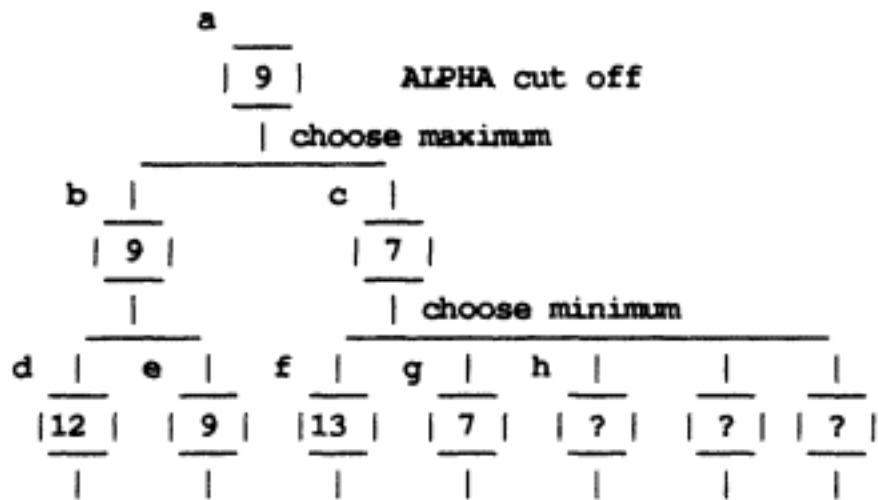 a
| 9 | ALPHA cut off
| choose maximum
b | c |
| 9 | | 7 |
| | choose minimum
d | e | f | g | h | | |
|12 | | 9 | |13 | | 7 | | ? | | ? | | ? |
| | | | | | |